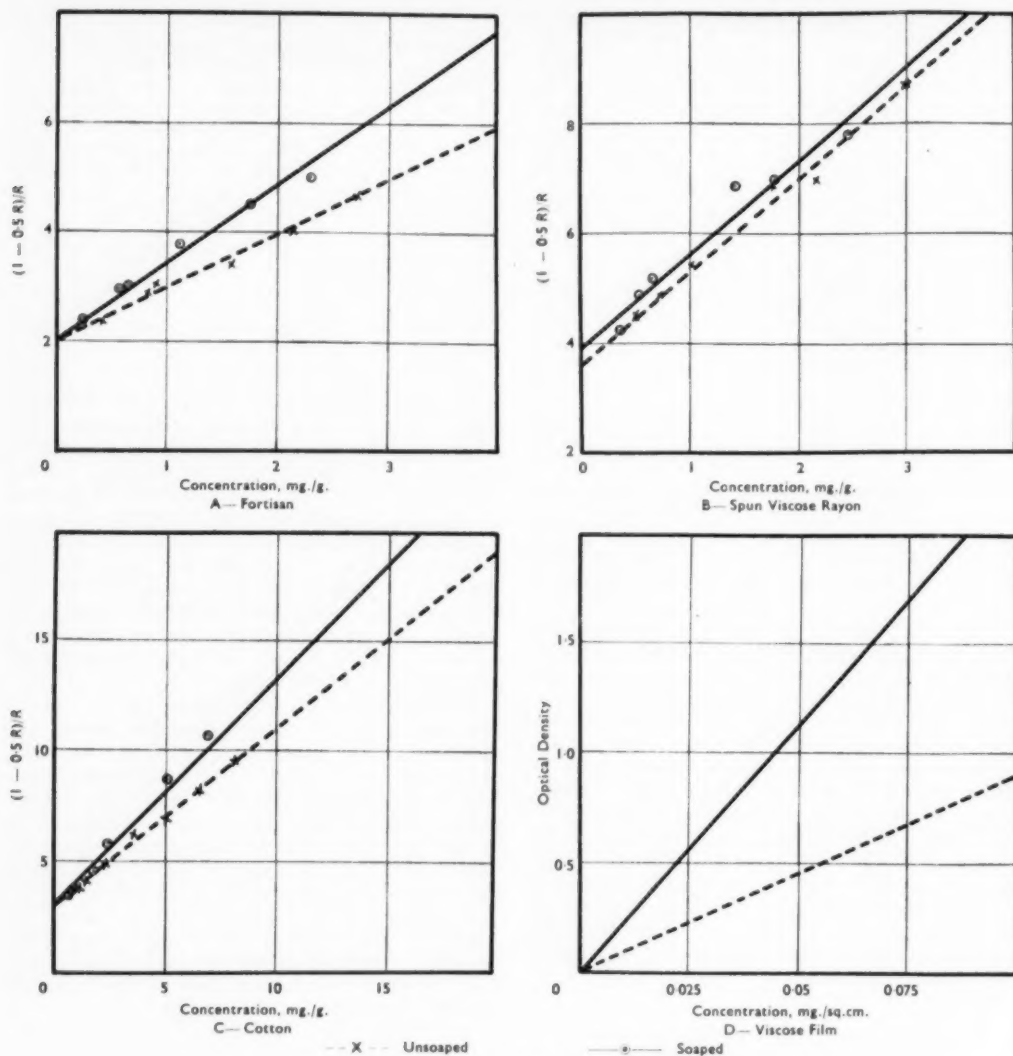 6
4
2
0
1
2
3
(1 — 0·5 R)/R
Concentration, mg./g.
A— Fortisan
8
6
4
2
0
1
2
3
(1 — 0·5 R)/R
Concentration, mg./g.
B— Spun Viscose Rayon
15
10
5
0
5
10
15
(1 — 0·5 R)/R
Concentration, mg./g.
C— Cotton
1·5
1·0
0·5
0
0·025
0·05
0·075
Optical Density
Concentration, mg./sq.cm.
D— Viscose Film
X Unsoaped
Soaped